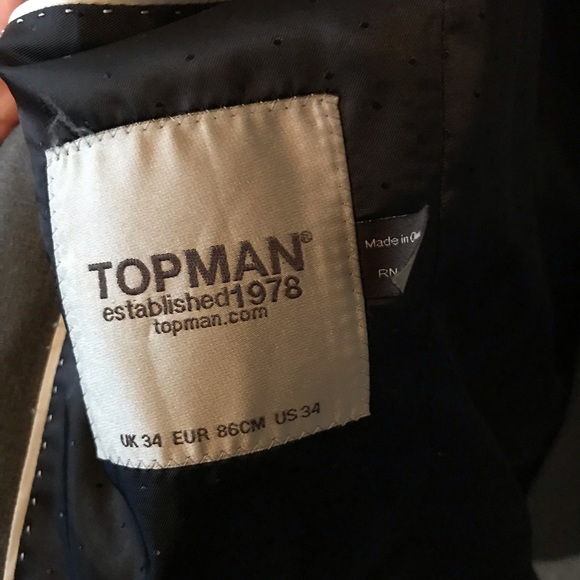 TOPMAN®
established1978
topman.com
UK 34 EUR 86CM US 34
Made in
RN